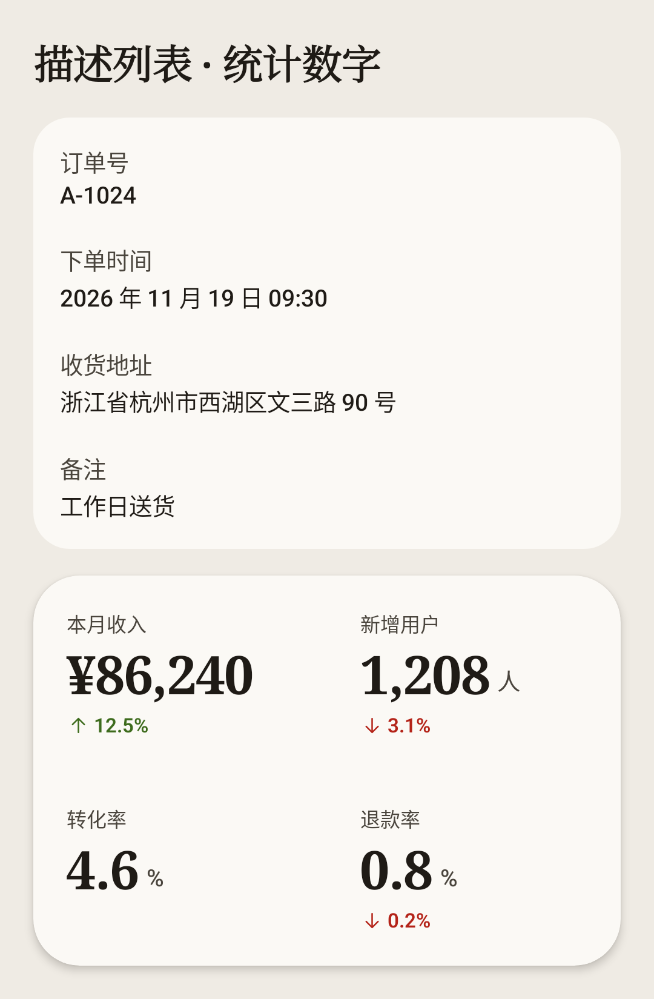 描述列表 · 统计数字
订单号
A-1024
下单时间
2026 年 11 月 19 日 09:30
收货地址
浙江省杭州市西湖区文三路 90 号
备注
工作日送货
本月收入
¥86,240
↑ 12.5%
新增用户
1,208 人
↓ 3.1%
转化率
4.6 %
退款率
0.8 %
↓ 0.2%